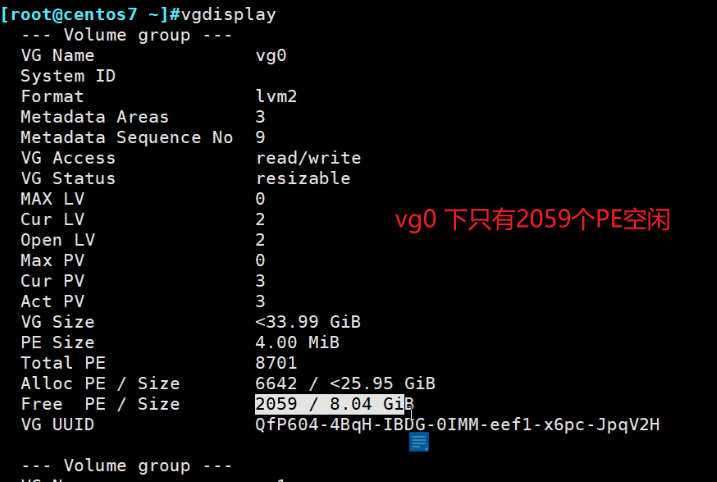 [root@centos7 ~]#vgdisplay
--- Volume group ---
VG Name vg0
System ID
Format lvm2
Metadata Areas 3
Metadata Sequence No 9
VG Access read/write
VG Status resizable
MAX LV 0
Cur LV 2
vg0 下只有2059个PE空闲
Open LV 2
Max PV 0
Cur PV 3
Act PV 3
VG Size <33.99 GiB
PE Size 4.00 MiB
Total PE 8701
Alloc PE / Size 6642 / <25.95 GiB
Free PE / Size 2059 / 8.04 GiB
VG UUID QfP604-4BqH-IBDG-0IMM-eef1-x6pc-JpqV2H
--- Volume group ---